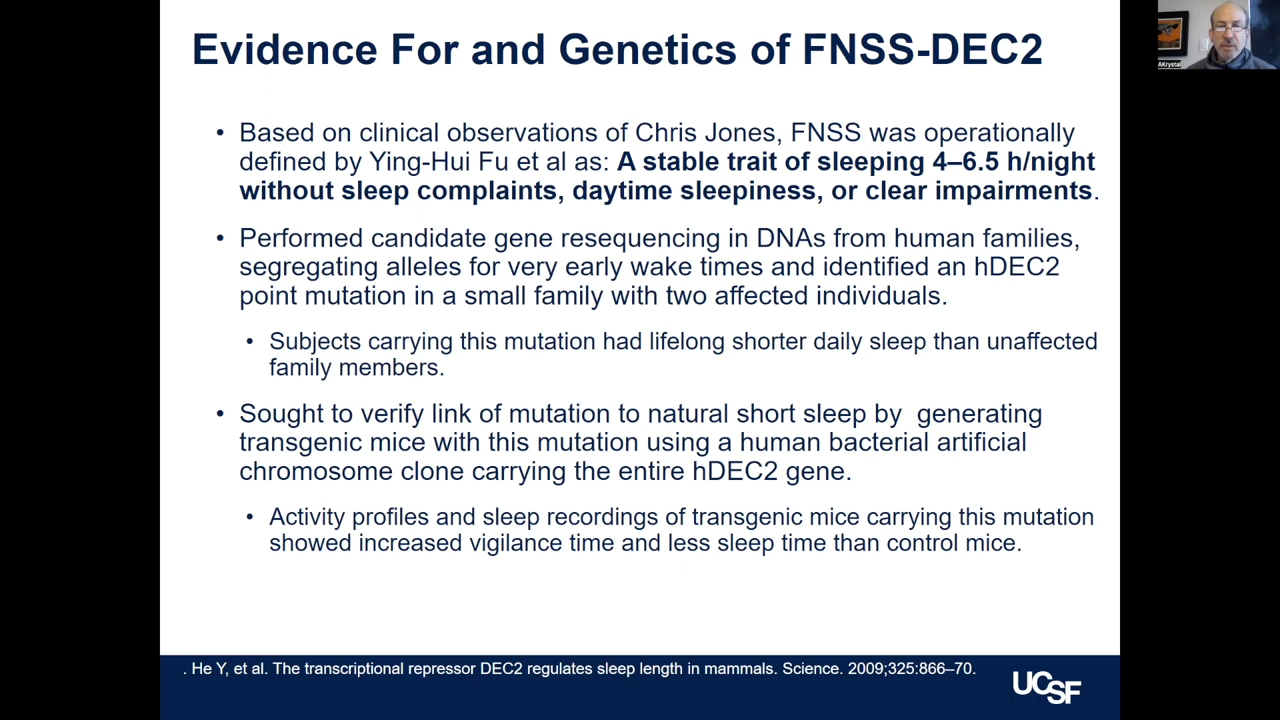 Evidence For and Genetics of FNSS-DEC2
AKrystal
• Based on clinical observations of Chris Jones, FNSS was operationally
defined by Ying-Hui Fu et al as: A stable trait of sleeping 4–6.5 h/night
without sleep complaints, daytime sleepiness, or clear impairments.
• Performed candidate gene resequencing in DNAs from human families,
segregating alleles for very early wake times and identified an hDEC2
point mutation in a small family with two affected individuals.
• Subjects carrying this mutation had lifelong shorter daily sleep than unaffected
family members.
• Sought to verify link of mutation to natural short sleep by  generating
transgenic mice with this mutation using a human bacterial artificial
chromosome clone carrying the entire hDEC2 gene.
• Activity profiles and sleep recordings of transgenic mice carrying this mutation
showed increased vigilance time and less sleep time than control mice.
. He Y, et al. The transcriptional repressor DEC2 regulates sleep length in mammals. Science. 2009;325:866–70.
UCSF